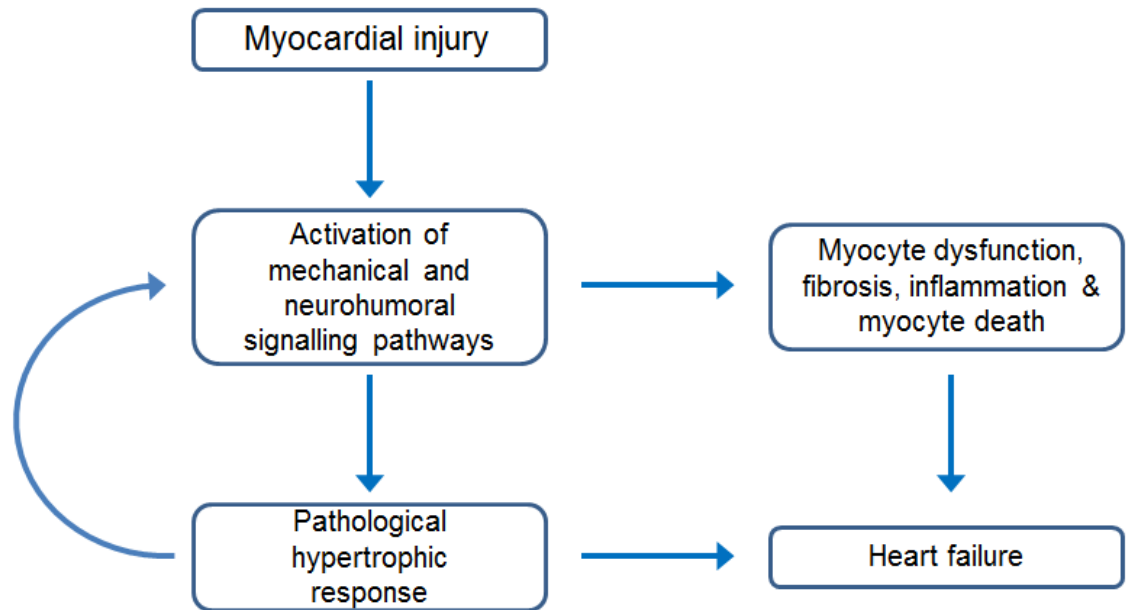 Myocardial injury
Activation of
mechanical and
neurohumoral
signalling pathways
Myocyte dysfunction,
fibrosis, inflammation &
myocyte death
Pathological
hypertrophic
response
Heart failure